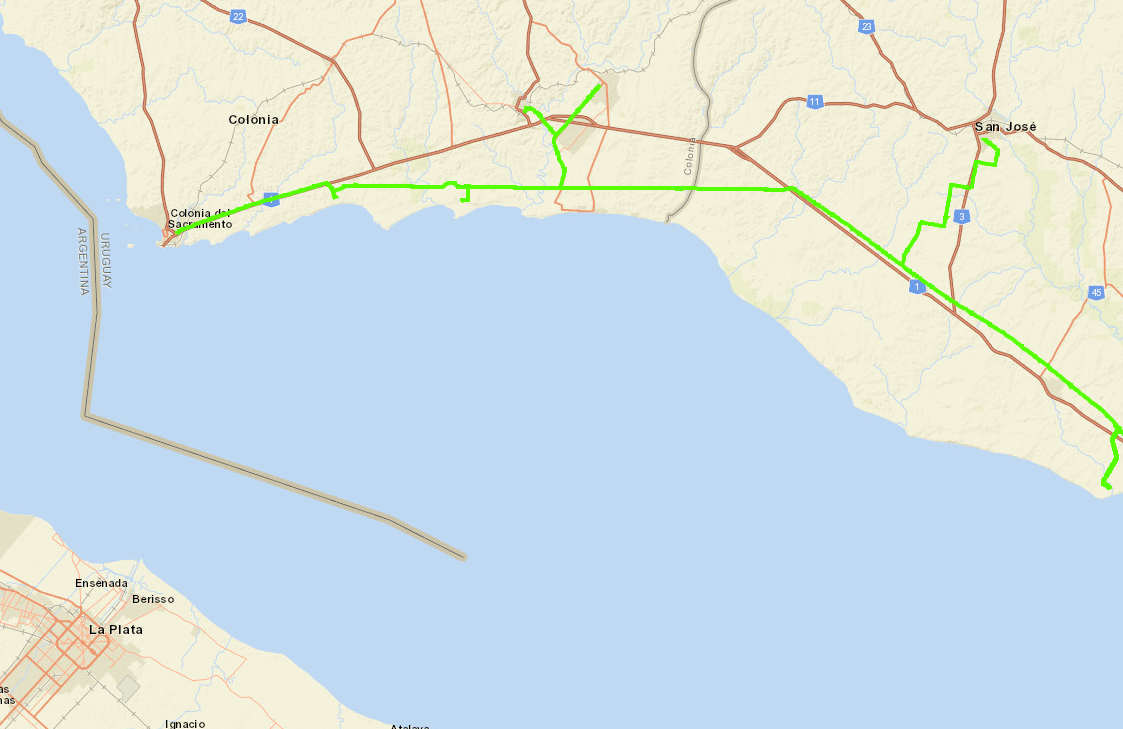 22
23
11
Colonia
San José
Colonia
Colonia del
Sacramento
3
URUGUAY
ARGENTINA
1
45
Ensenada
Berisso
La Plata
Ignacio
Atalaya